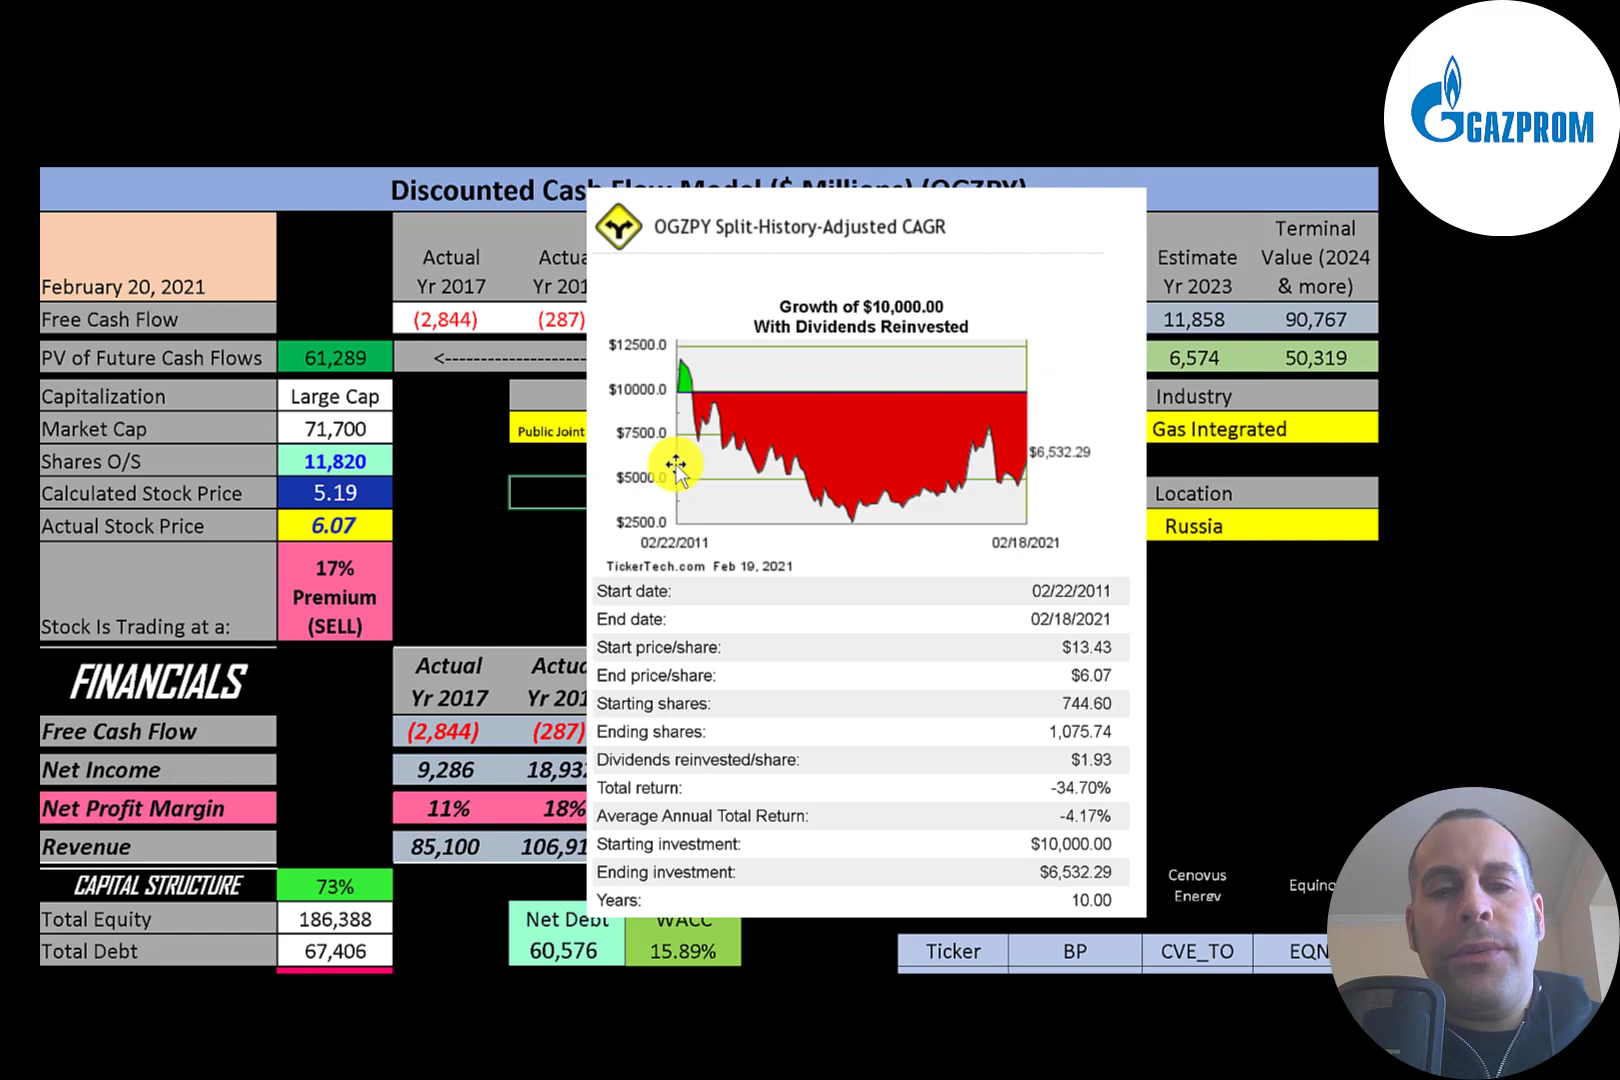 GAZPROM
Discounted Cash Flow Model ($ Millions) (OGZPY)
February 20, 2021
Actual
Yr 2017
Estimate
Yr 2023
Terminal
Value (2024
& more)
Free Cash Flow (2,844) (287) 11,858 90,767
PV of Future Cash Flows 61,289 <-------------------- 6,574 50,319
Capitalization Large Cap Industry
Market Cap 71,700 Public Joint Gas Integrated
Shares O/S 11,820
Calculated Stock Price 5.19 Location
Actual Stock Price 6.07 Russia
Stock Is Trading at a:
17%
Premium
(SELL)
FINANCIALS
Actual
Yr 2017
Free Cash Flow (2,844) (287)
Net Income 9,286 18,932
Net Profit Margin 11% 18%
Revenue 85,100 106,91
CAPITAL STRUCTURE 73%
Total Equity 186,388 Net Debt WACC
Total Debt 67,406 60,576 15.89%
OGZPY Split-History-Adjusted CAGR
Growth of $10,000.00
With Dividends Reinvested
$12500.0
$10000.0
$7500.0
$5000.0
$2500.0
$6,532.29
02/22/2011 02/18/2021
TickerTech.com Feb 19, 2021
Start date: 02/22/2011
End date: 02/18/2021
Start price/share: $13.43
End price/share: $6.07
Starting shares: 744.60
Ending shares: 1,075.74
Dividends reinvested/share: $1.93
Total return: -34.70%
Average Annual Total Return: -4.17%
Starting investment: $10,000.00
Ending investment: $6,532.29
Years: 10.00
Cenovus
Energy
Equino
Ticker BP CVE_TO EQN